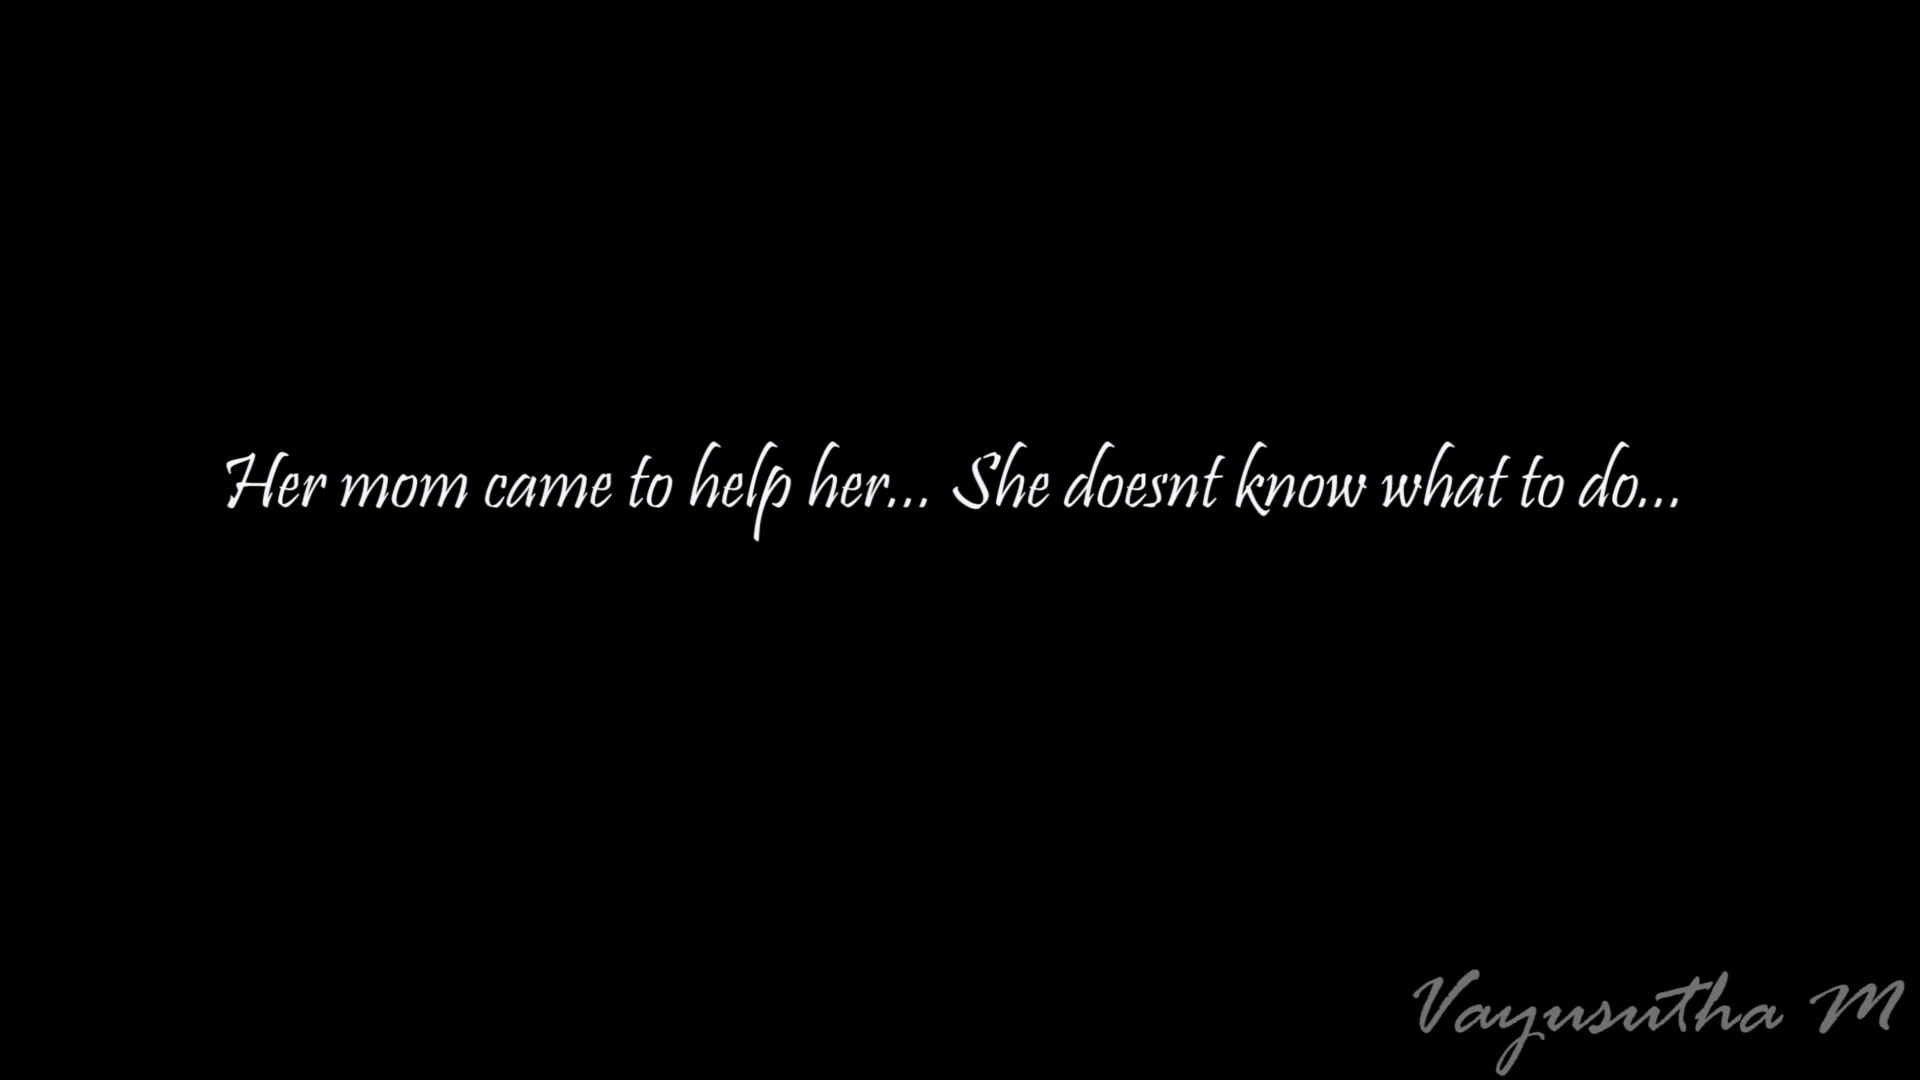 Her mom came to help her... She doesnt know what to do...
Vayusutha M